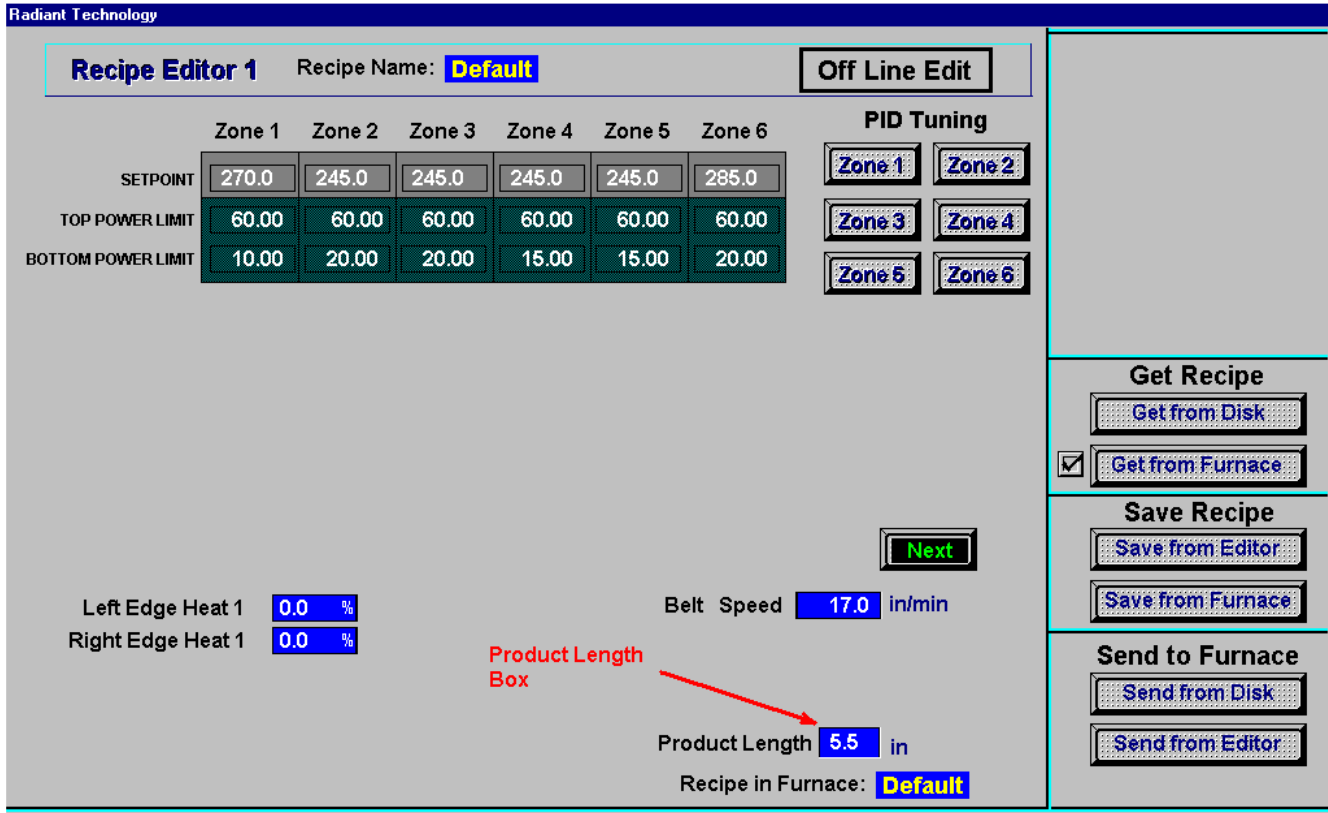 Radiant Technology
Recipe Editor 1 Recipe Name: Default Off Line Edit
Zone 1 Zone 2 Zone 3 Zone 4 Zone 5 Zone 6
SETPOINT 270.0 245.0 245.0 245.0 245.0 285.0
TOP POWER LIMIT 60.00 60.00 60.00 60.00 60.00 60.00
BOTTOM POWER LIMIT 10.00 20.00 20.00 15.00 15.00 20.00
PID Tuning
Zone 1 Zone 2
Zone 3 Zone 4
Zone 5 Zone 6
Next
Left Edge Heat 1 0.0 %
Right Edge Heat 1 0.0 %
Belt Speed 17.0 in/min
Product Length
Box
Product Length 5.5 in
Recipe in Furnace: Default
Get Recipe
Get from Disk
Get from Furnace
Save Recipe
Save from Editor
Save from Furnace
Send to Furnace
Send from Disk
Send from Editor